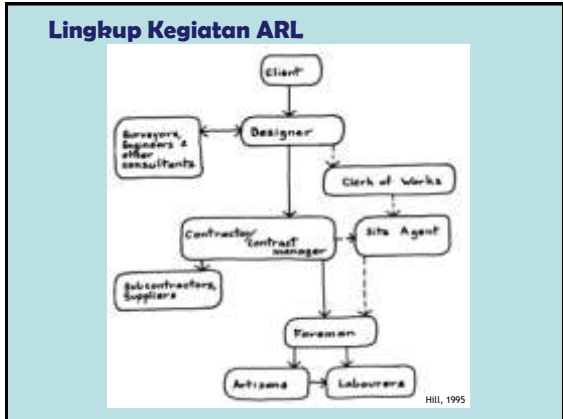 Lingkup Kegiatan ARL
Client
Surveyors,
Engineers &
other
consultants
Designer
Clerk of Works
Contractor/
contract
manager
Site Agent
Subcontractors,
Suppliers
Foreman
Artisans
Labourers
Hill, 1995